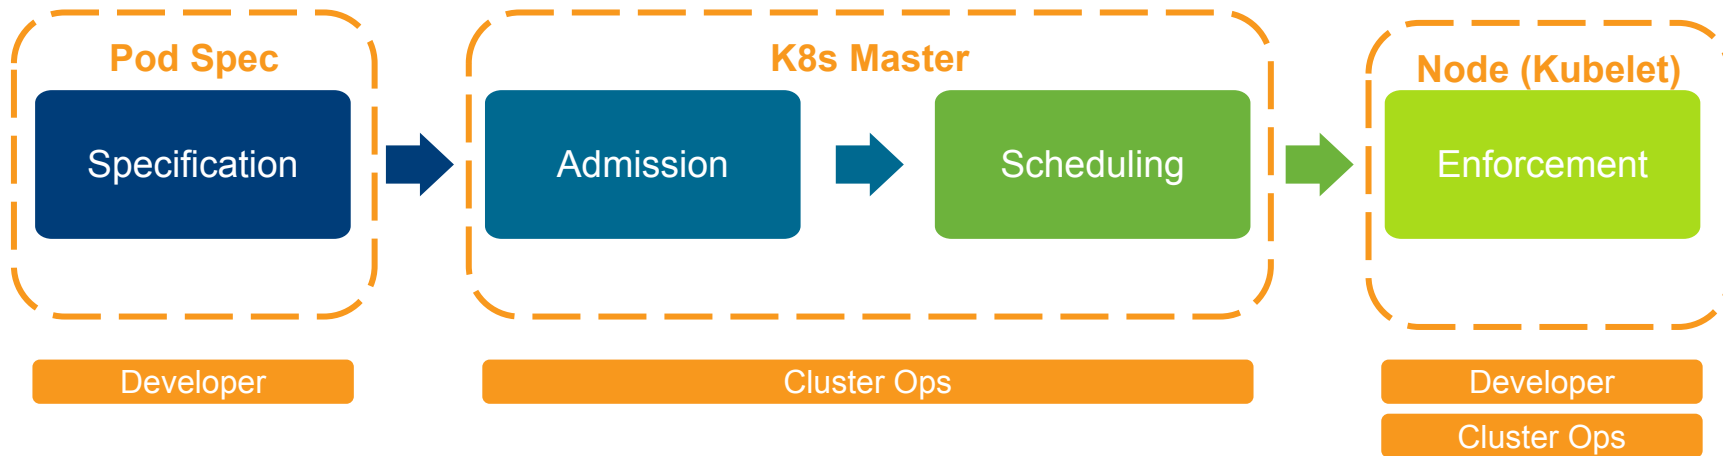 Pod Spec
Specification
K8s Master
Admission
Scheduling
Node (Kubelet)
Enforcement
Developer
Cluster Ops
Developer
Cluster Ops